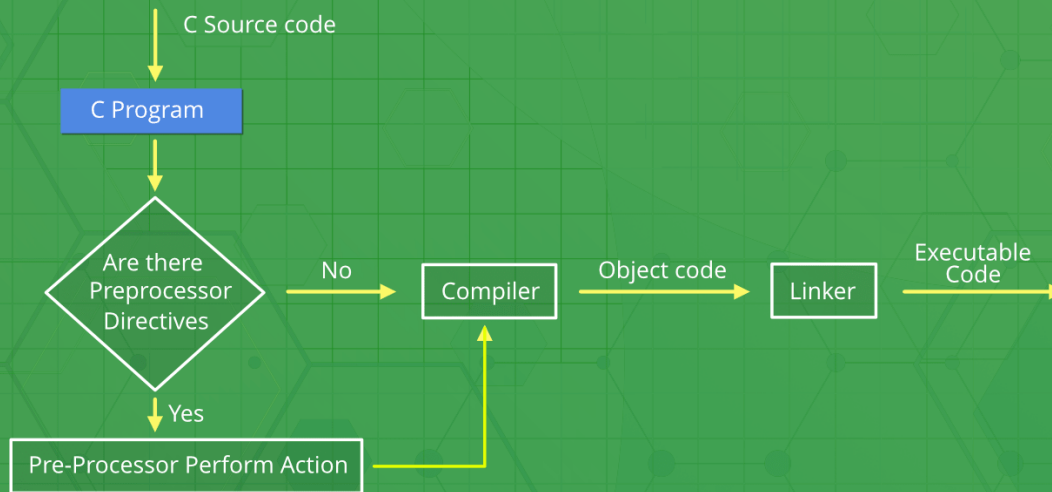 C Source code
C Program
Are there
Preprocessor
Directives
No
Compiler
Object code
Linker
Executable
Code
Yes
Pre-Processor Perform Action